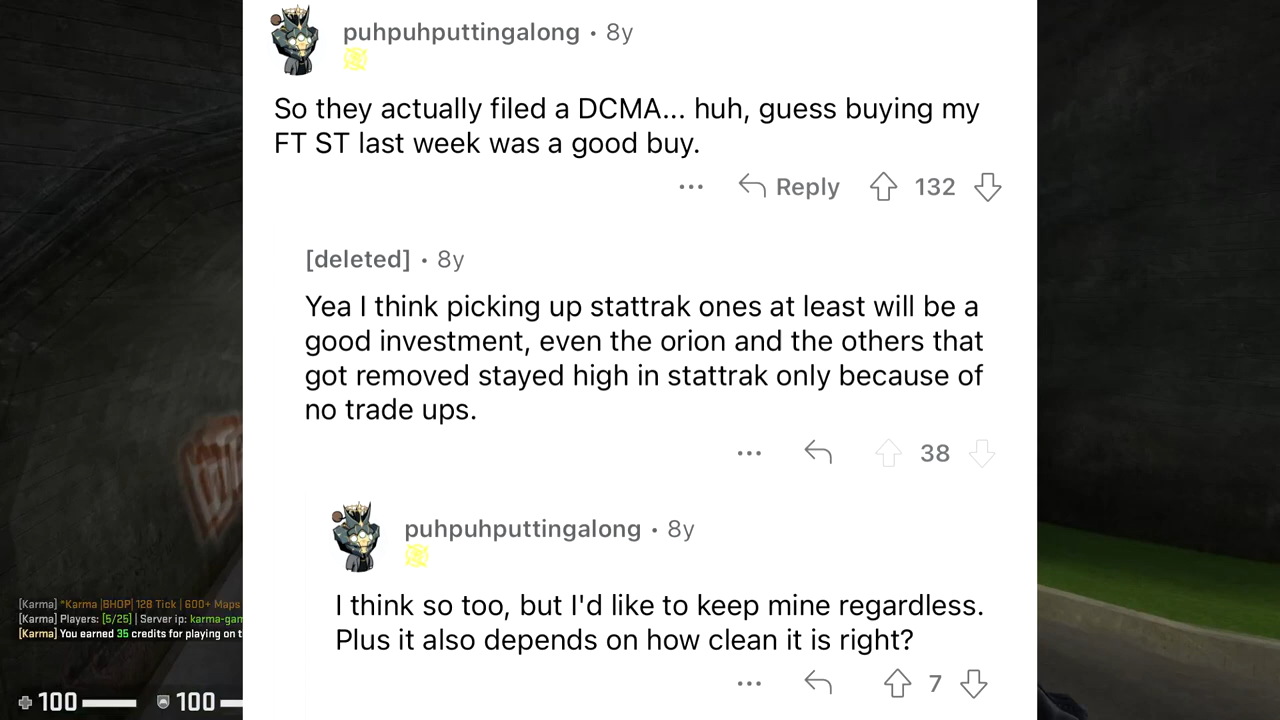 puhpuhputtingalong • 8y
So they actually filed a DCMA... huh, guess buying my
FT ST last week was a good buy.
... Reply 132
[deleted] • 8y
Yea I think picking up stattrak ones at least will be a
good investment, even the orion and the others that
got removed stayed high in stattrak only because of
no trade ups.
... 38
puhpuhputtingalong • 8y
I think so too, but I'd like to keep mine regardless.
Plus it also depends on how clean it is right?
... 7
[Karma] *Karma |BHOP| 128 Tick | 600+ Maps
[Karma] Players: [5/25] | Server ip: karma-gam
[Karma] You earned 35 credits for playing on t
100 100